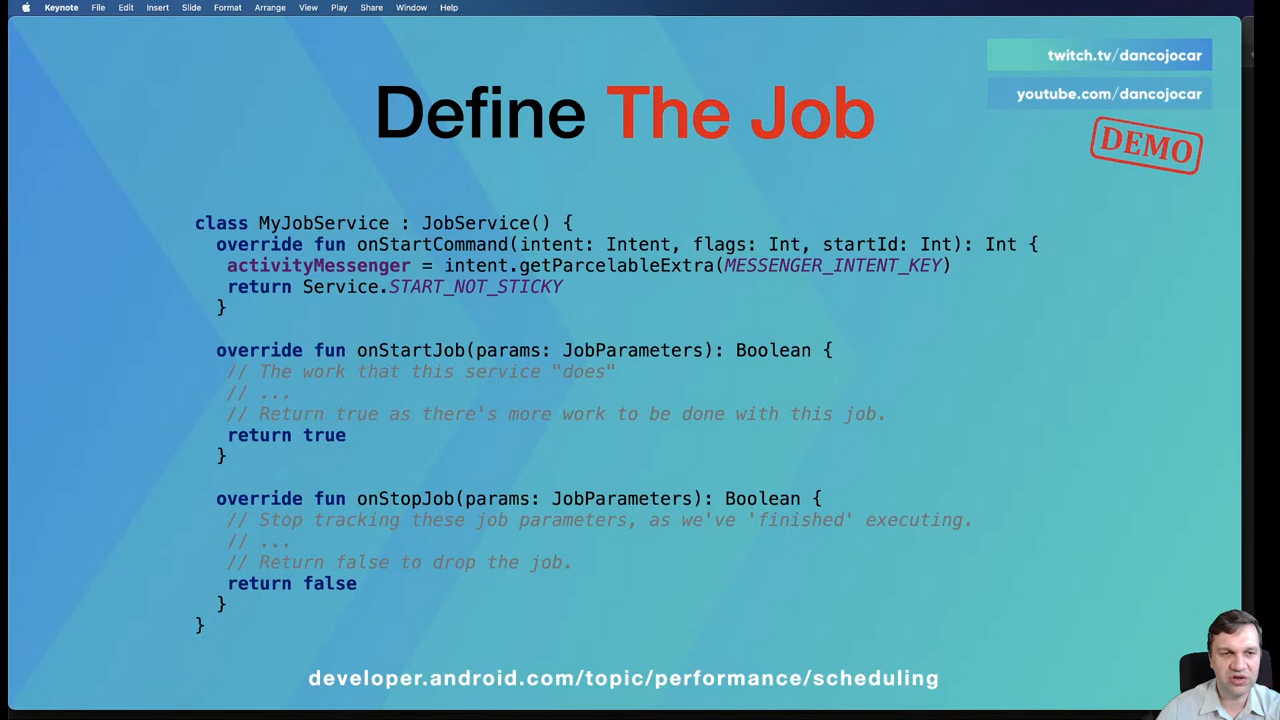 Keynote File Edit Insert Slide Format Arrange View Play Share Window Help
twitch.tv/dancojocar
youtube.com/dancojocar
Define The Job
DEMO
class MyJobService : JobService() {
  override fun onStartCommand(intent: Intent, flags: Int, startId: Int): Int {
   activityMessenger = intent.getParcelableExtra(MESSENGER_INTENT_KEY)
   return Service.START_NOT_STICKY
  }
  override fun onStartJob(params: JobParameters): Boolean {
   // The work that this service "does"
   // ...
   // Return true as there's more work to be done with this job.
   return true
  }
  override fun onStopJob(params: JobParameters): Boolean {
   // Stop tracking these job parameters, as we've 'finished' executing.
   // ...
   // Return false to drop the job.
   return false
  }
}
developer.android.com/topic/performance/scheduling